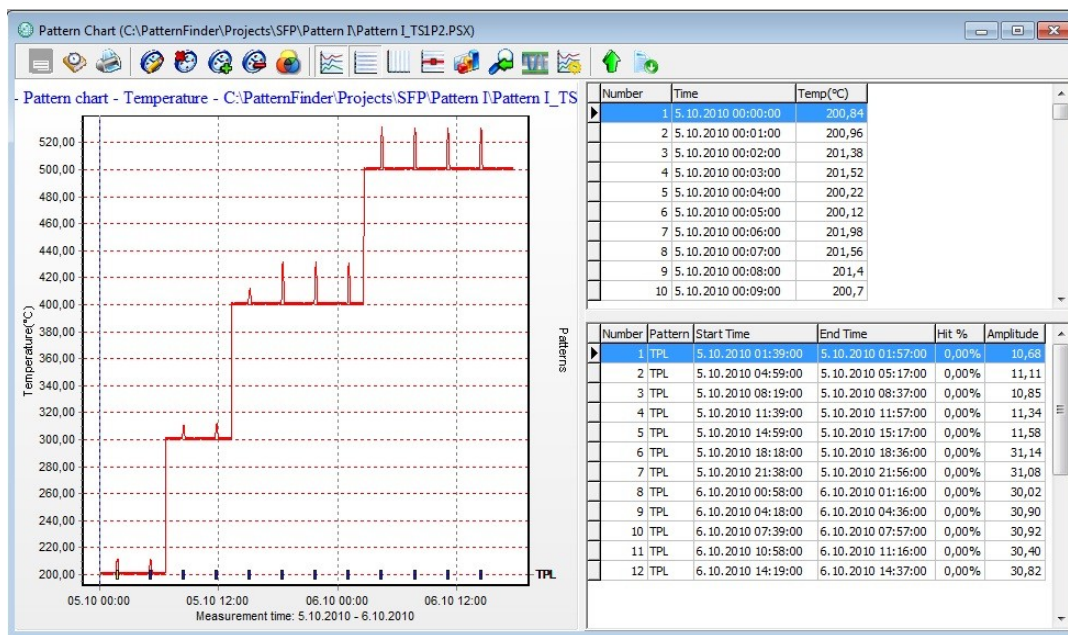 Pattern Chart (C:\PatternFinder\Projects\SFP\Pattern I\Pattern I_TS1P2.PSX)
- Pattern chart - Temperature - C:\PatternFinder\Projects\SFP\Pattern I\Pattern I_TS
Temperature(°C)
520,00
500,00
480,00
460,00
440,00
420,00
400,00
380,00
360,00
340,00
320,00
300,00
280,00
260,00
240,00
220,00
200,00
Patterns
TPL
05.10 00:00 05.10 12:00 06.10 00:00 06.10 12:00
Measurement time: 5.10.2010 - 6.10.2010
Number Time Temp(°C)
1 5.10.2010 00:00:00 200,84
2 5.10.2010 00:01:00 200,96
3 5.10.2010 00:02:00 201,38
4 5.10.2010 00:03:00 201,52
5 5.10.2010 00:04:00 200,22
6 5.10.2010 00:05:00 200,12
7 5.10.2010 00:06:00 201,98
8 5.10.2010 00:07:00 201,56
9 5.10.2010 00:08:00 201,4
10 5.10.2010 00:09:00 200,7
Number Pattern Start Time End Time Hit % Amplitude
1 TPL 5.10.2010 01:39:00 5.10.2010 01:57:00 0,00% 10,68
2 TPL 5.10.2010 04:59:00 5.10.2010 05:17:00 0,00% 11,11
3 TPL 5.10.2010 08:19:00 5.10.2010 08:37:00 0,00% 10,85
4 TPL 5.10.2010 11:39:00 5.10.2010 11:57:00 0,00% 11,34
5 TPL 5.10.2010 14:59:00 5.10.2010 15:17:00 0,00% 11,58
6 TPL 5.10.2010 18:18:00 5.10.2010 18:36:00 0,00% 31,14
7 TPL 5.10.2010 21:38:00 5.10.2010 21:56:00 0,00% 31,08
8 TPL 6.10.2010 00:58:00 6.10.2010 01:16:00 0,00% 30,02
9 TPL 6.10.2010 04:18:00 6.10.2010 04:36:00 0,00% 30,90
10 TPL 6.10.2010 07:39:00 6.10.2010 07:57:00 0,00% 30,92
11 TPL 6.10.2010 10:58:00 6.10.2010 11:16:00 0,00% 30,40
12 TPL 6.10.2010 14:19:00 6.10.2010 14:37:00 0,00% 30,82